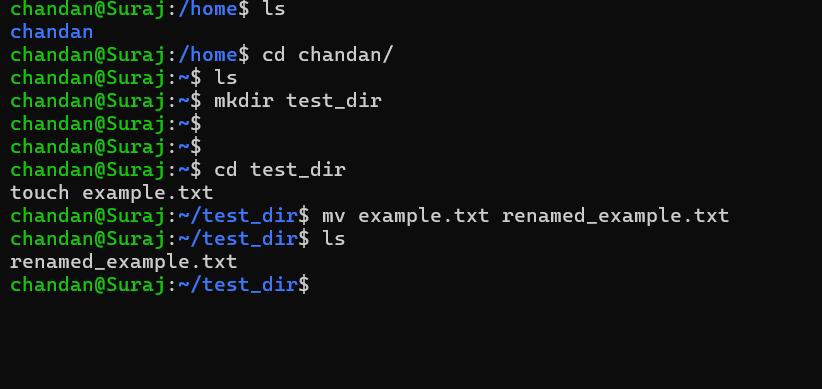 chandan@Suraj:/home$ ls
chandan
chandan@Suraj:/home$ cd chandan/
chandan@Suraj:~$ ls
chandan@Suraj:~$ mkdir test_dir
chandan@Suraj:~$
chandan@Suraj:~$
chandan@Suraj:~$ cd test_dir
touch example.txt
chandan@Suraj:~/test_dir$ mv example.txt renamed_example.txt
chandan@Suraj:~/test_dir$ ls
renamed_example.txt
chandan@Suraj:~/test_dir$